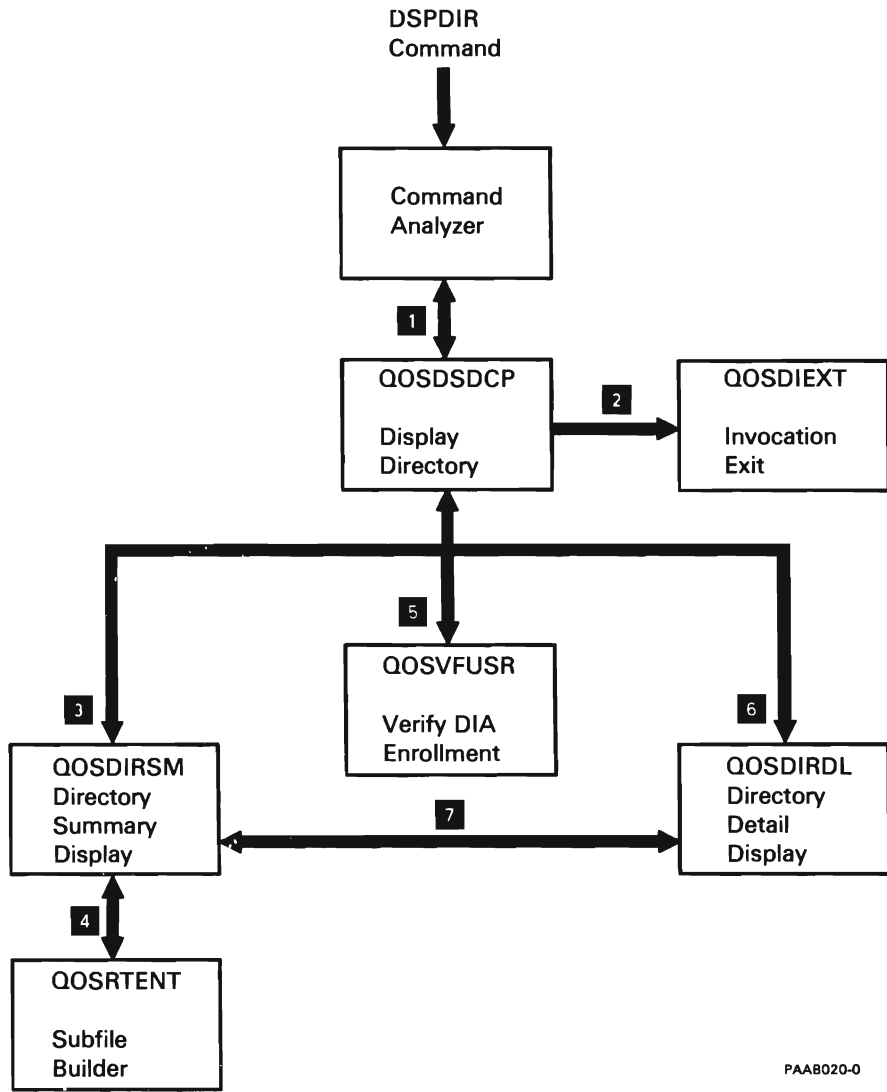 DSPDIR
Command
Command
Analyzer
1
QOSDSDCP
Display
Directory
2
QOSDIEXT
Invocation
Exit
5
QOSVFUSR
Verify DIA
Enrollment
3
QOSDIRSM
Directory
Summary
Display
6
QOSDIRDL
Directory
Detail
Display
7
4
QOSRTENT
Subfile
Builder
PAAB020-0